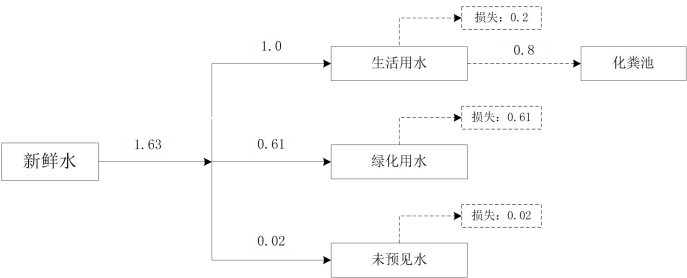 损失：0.2
1.0
生活用水
0.8
化粪池
损失：0.61
新鲜水
1.63
0.61
绿化用水
损失：0.02
0.02
未预见水